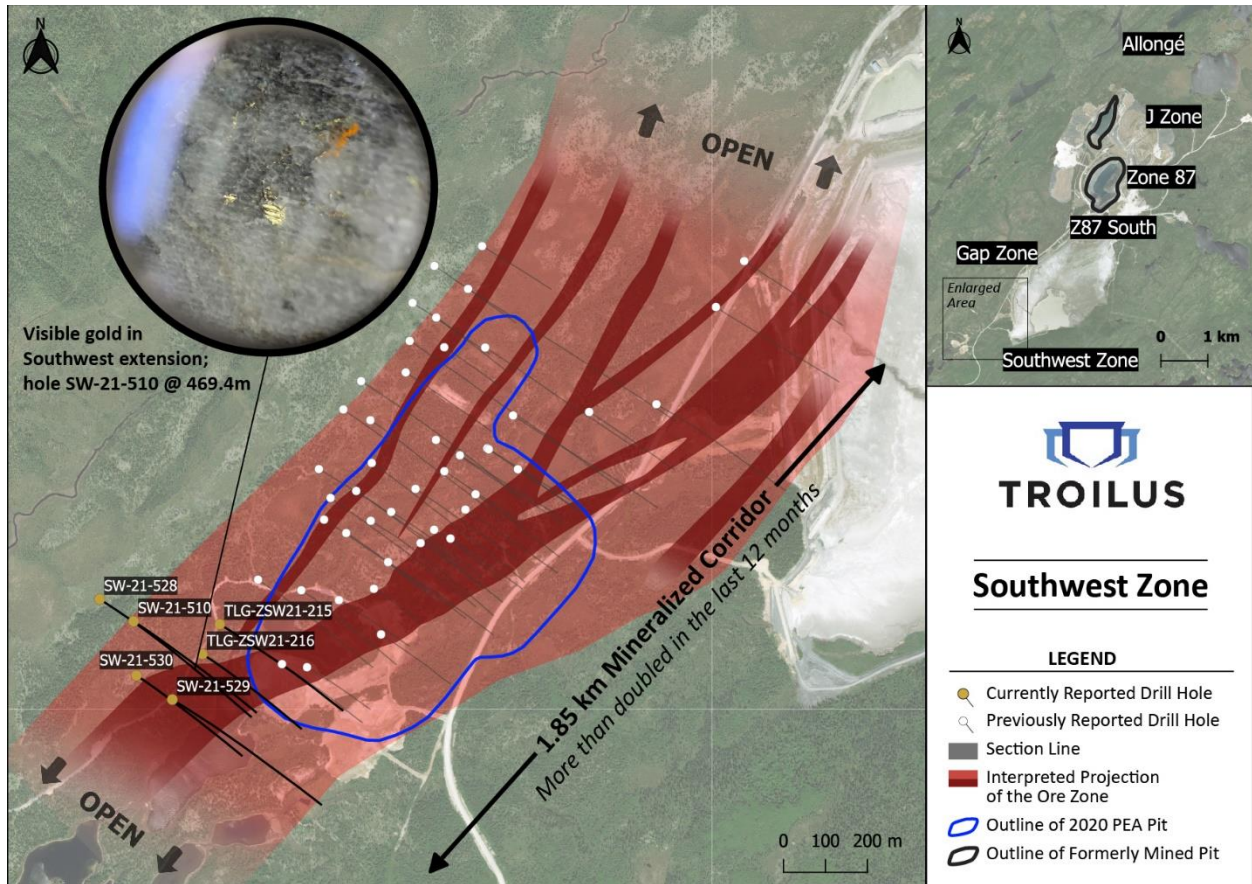 N
OPEN
Visible gold in
Southwest extension;
hole SW-21-510 @ 469.4m
SW-21-528
SW-21-510
TLG-ZSW21-215
TLG-ZSW21-216
SW-21-530
SW-21-529
1.85 km Mineralized Corridor
More than doubled in the last 12 months
OPEN
0 100 200 m
N
Allongé
J Zone
Zone 87
Z87 South
Gap Zone
Enlarged
Area
0 1 km
Southwest Zone
TROILUS
Southwest Zone
LEGEND
Currently Reported Drill Hole
Previously Reported Drill Hole
Section Line
Interpreted Projection
of the Ore Zone
Outline of 2020 PEA Pit
Outline of Formerly Mined Pit